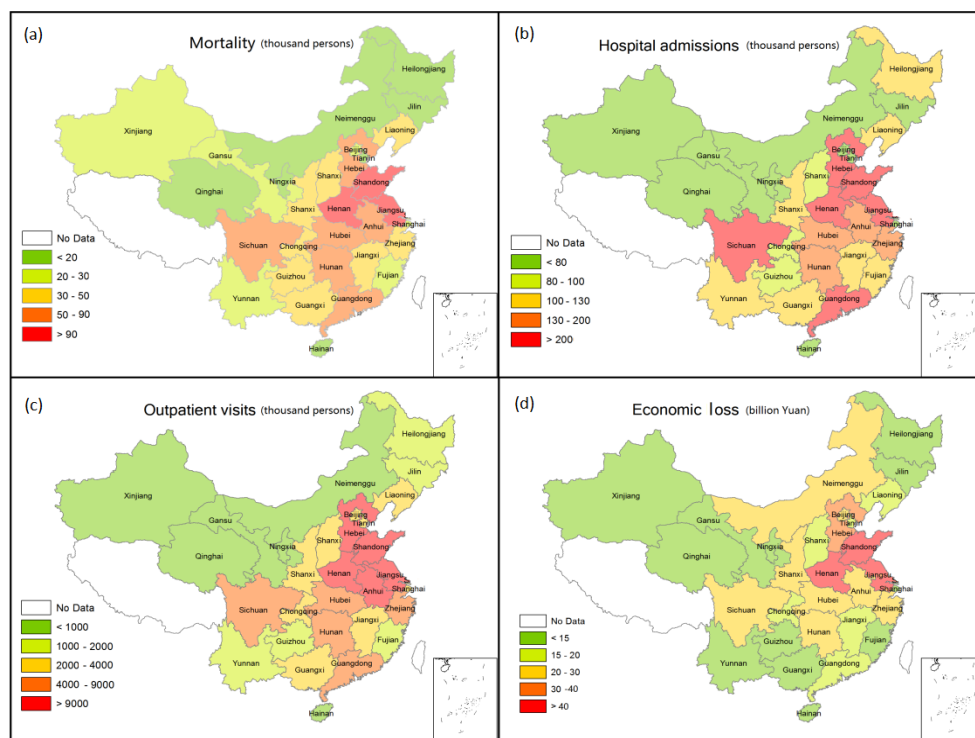 (a)
Mortality (thousand persons)
Heilongjiang
Jilin
Neimenggu
Liaoning
Xinjiang
Beijing
Tianjin
Gansu
Hebei
Shanxi
Ningxia
Shandong
Qinghai
Shanxi
Henan
Jiangsu
Shanghai
Anhui
Hubei
Sichuan
Chongqing
Zhejiang
Jiangxi
Hunan
Guizhou
Fujian
Yunnan
Guangxi
Guangdong
Hainan
No Data
< 20
20 - 30
30 - 50
50 - 90
> 90
(b)
Hospital admissions (thousand persons)
Heilongjiang
Jilin
Neimenggu
Liaoning
Xinjiang
Beijing
Tianjin
Gansu
Hebei
Shanxi
Ningxia
Shandong
Qinghai
Shanxi
Henan
Jiangsu
Shanghai
Anhui
Hubei
Sichuan
Chongqing
Zhejiang
Jiangxi
Hunan
Guizhou
Fujian
Yunnan
Guangxi
Guangdong
Hainan
No Data
< 80
80 - 100
100 - 130
130 - 200
> 200
(c)
Outpatient visits (thousand persons)
Heilongjiang
Jilin
Neimenggu
Liaoning
Xinjiang
Beijing
Tianjin
Gansu
Hebei
Shanxi
Ningxia
Shandong
Qinghai
Shanxi
Henan
Jiangsu
Shanghai
Anhui
Hubei
Sichuan
Chongqing
Zhejiang
Jiangxi
Hunan
Guizhou
Fujian
Yunnan
Guangxi
Guangdong
Hainan
No Data
< 1000
1000 - 2000
2000 - 4000
4000 - 9000
> 9000
(d)
Economic loss (billion Yuan)
Heilongjiang
Jilin
Neimenggu
Liaoning
Xinjiang
Beijing
Tianjin
Gansu
Hebei
Shanxi
Ningxia
Shandong
Qinghai
Shanxi
Henan
Jiangsu
Shanghai
Anhui
Hubei
Sichuan
Chongqing
Zhejiang
Jiangxi
Hunan
Guizhou
Fujian
Yunnan
Guangxi
Guangdong
Hainan
No Data
< 15
15 - 20
20 - 30
30 -40
> 40